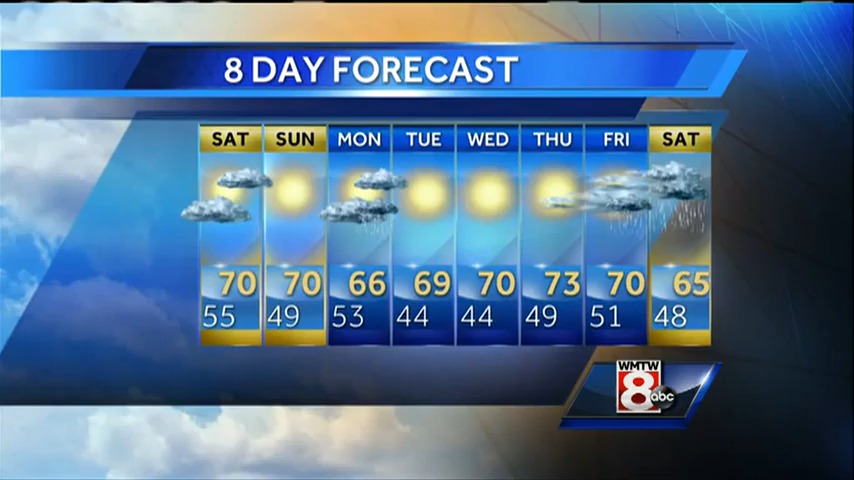 8 DAY FORECAST
SAT SUN MON TUE WED THU FRI SAT
70 70 66 69 70 73 70 65
55 49 53 44 44 49 51 48
WMTW
8
abc